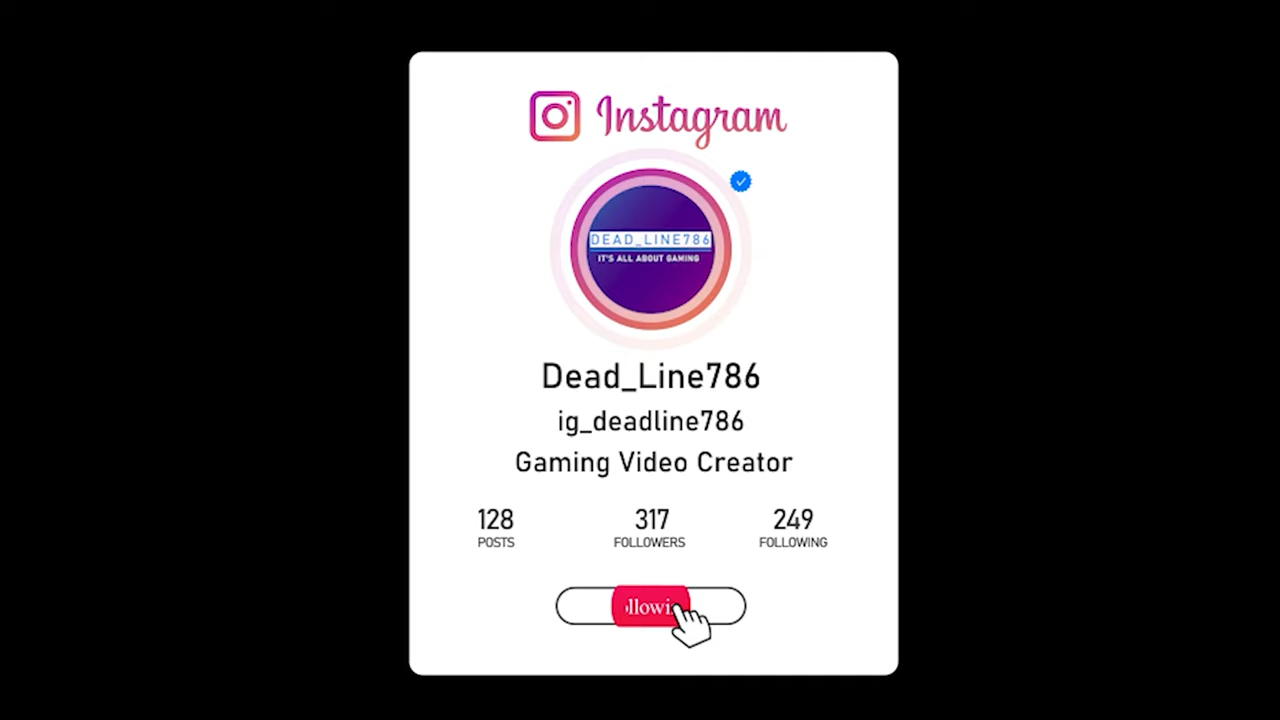 Instagram
DEAD_LINE786
IT'S ALL ABOUT GAMING
Dead_Line786
ig_deadline786
Gaming Video Creator
128 317 249
POSTS FOLLOWERS FOLLOWING